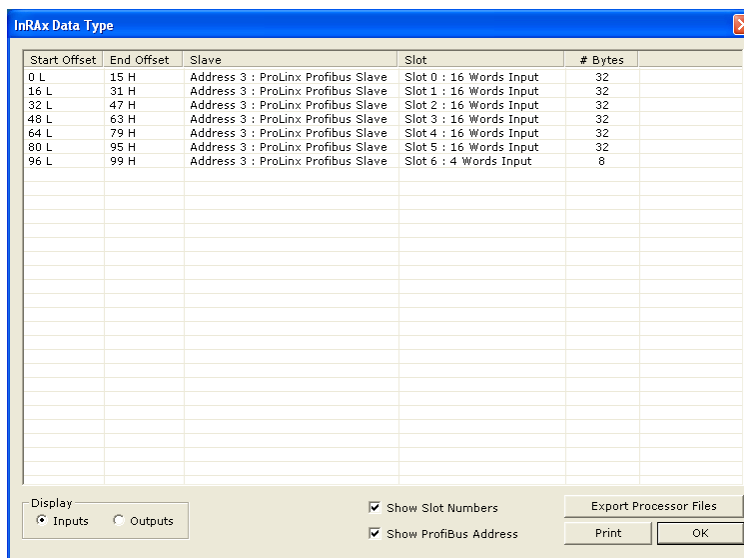 InRAx Data Type
Start Offset End Offset Slave Slot # Bytes
0 L 15 H Address 3 : ProLinx Profibus Slave Slot 0 : 16 Words Input 32
16 L 31 H Address 3 : ProLinx Profibus Slave Slot 1 : 16 Words Input 32
32 L 47 H Address 3 : ProLinx Profibus Slave Slot 2 : 16 Words Input 32
48 L 63 H Address 3 : ProLinx Profibus Slave Slot 3 : 16 Words Input 32
64 L 79 H Address 3 : ProLinx Profibus Slave Slot 4 : 16 Words Input 32
80 L 95 H Address 3 : ProLinx Profibus Slave Slot 5 : 16 Words Input 32
96 L 99 H Address 3 : ProLinx Profibus Slave Slot 6 : 4 Words Input 8
Display
Inputs Outputs
Show Slot Numbers
Show ProfiBus Address
Export Processor Files
Print OK